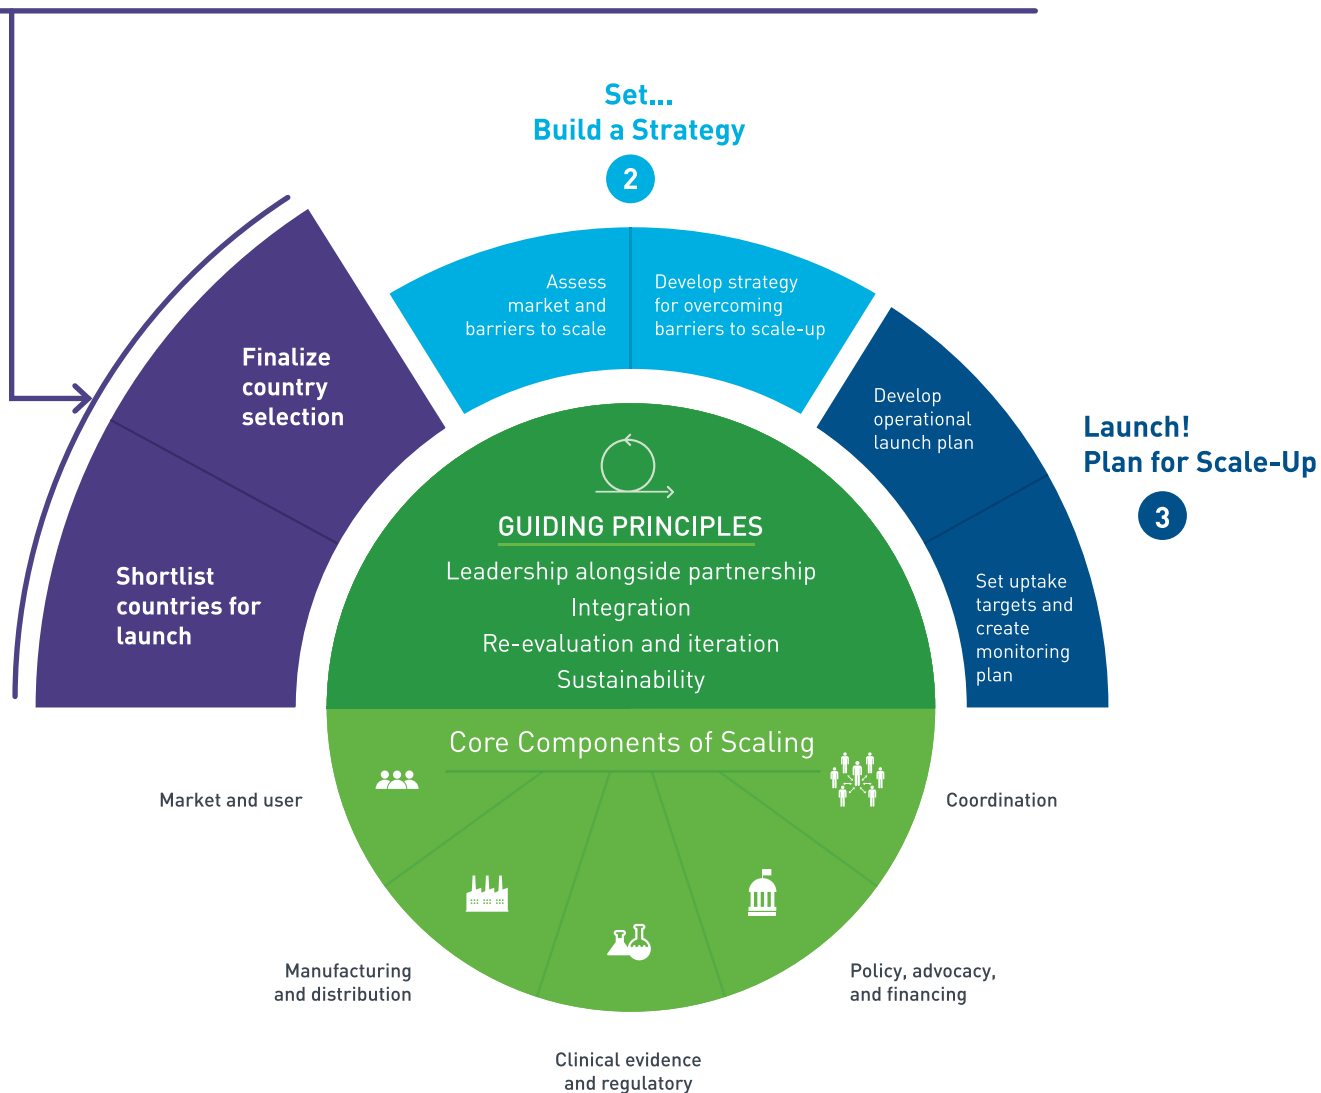 Set...
Build a Strategy
2
Assess
market and
barriers to scale
Develop strategy
for overcoming
barriers to scale-up
Finalize
country
selection
Shortlist
countries for
launch
Develop
operational
launch plan
Launch!
Plan for Scale-Up
3
Set uptake
targets and
create
monitoring
plan
GUIDING PRINCIPLES
Leadership alongside partnership
Integration
Re-evaluation and iteration
Sustainability
Core Components of Scaling
Market and user
Manufacturing
and distribution
Clinical evidence
and regulatory
Policy, advocacy,
and financing
Coordination